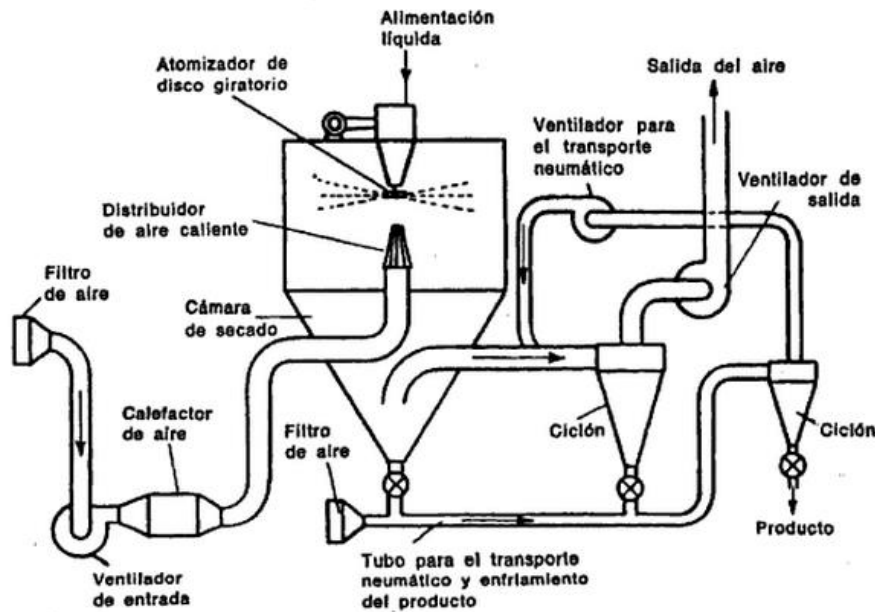 Alimentación
líquida
Atomizador de
disco giratorio
Salida del aire
Ventilador para
el transporte
neumático
Ventilador de
salida
Distribuidor
de aire caliente
Filtro
de aire
Cámara
de secado
Calefactor
de aire
Filtro
de aire
Ciclón
Ciclón
Producto
Ventilador
de entrada
Tubo para el transporte
neumático y enfriamiento
del producto